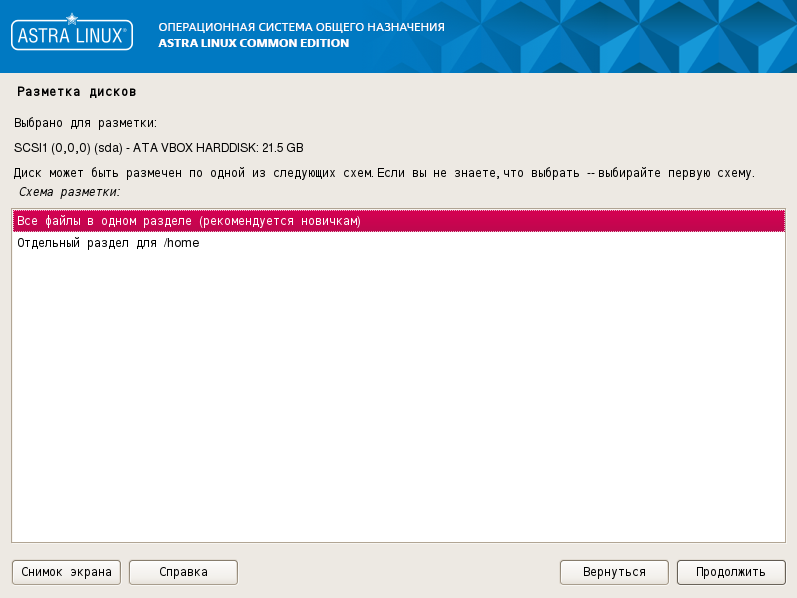 ASTRA LINUX®
ОПЕРАЦИОННАЯ СИСТЕМА ОБЩЕГО НАЗНАЧЕНИЯ
ASTRA LINUX COMMON EDITION
Разметка дисков
Выбрано для разметки:
SCSI1 (0,0,0) (sda) - ATA VBOX HARDDISK: 21.5 GB
Диск может быть размечен по одной из следующих схем. Если вы не знаете, что выбрать -- выбирайте первую схему.
Схема разметки:
Все файлы в одном разделе (рекомендуется новичкам)
Отдельный раздел для /home
Снимок экрана
Справка
Вернуться
Продолжить